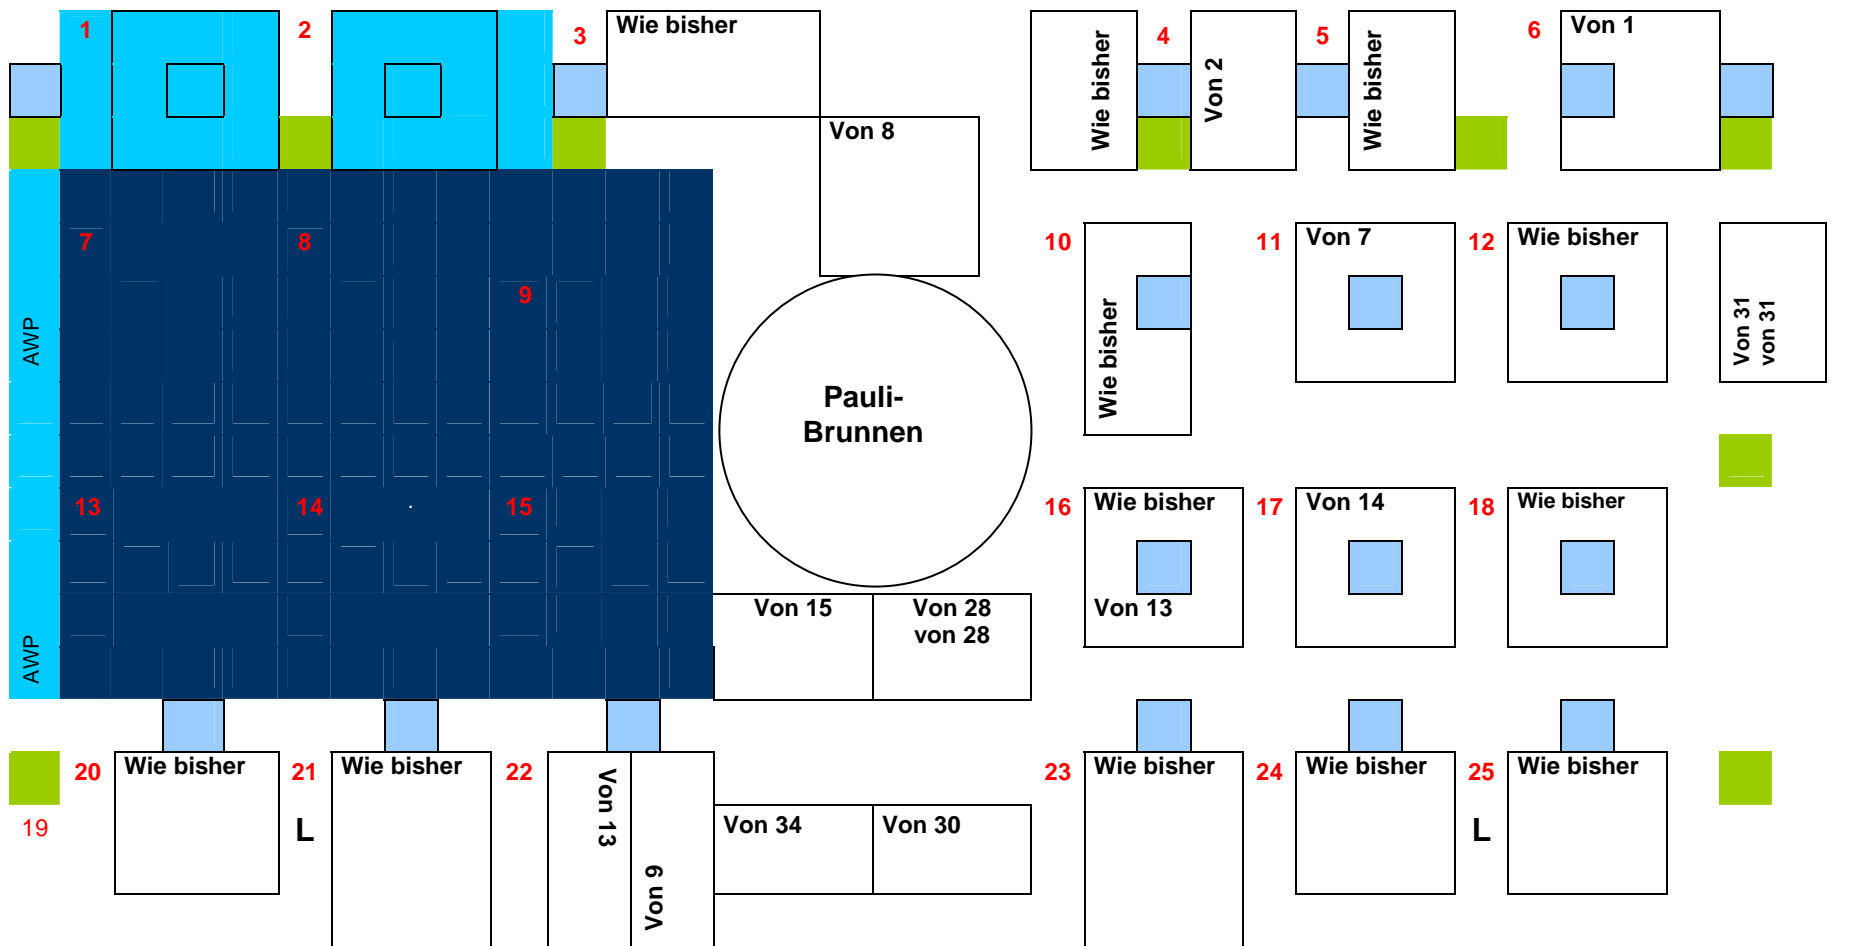 1
2
3
Wie bisher
Wie bisher
4
Von 2
5
Wie bisher
6
Von 1
Von 8
7
8
9
10
Wie bisher
11
Von 7
12
Wie bisher
Von 31
von 31
AWP
Pauli-
Brunnen
13
14
15
16
Wie bisher
Von 13
17
Von 14
18
Wie bisher
AWP
Von 15
Von 28
von 28
19
20
Wie bisher
21
L
Wie bisher
22
Von 13
Von 9
Von 34
Von 30
23
Wie bisher
24
Wie bisher
25
L
Wie bisher